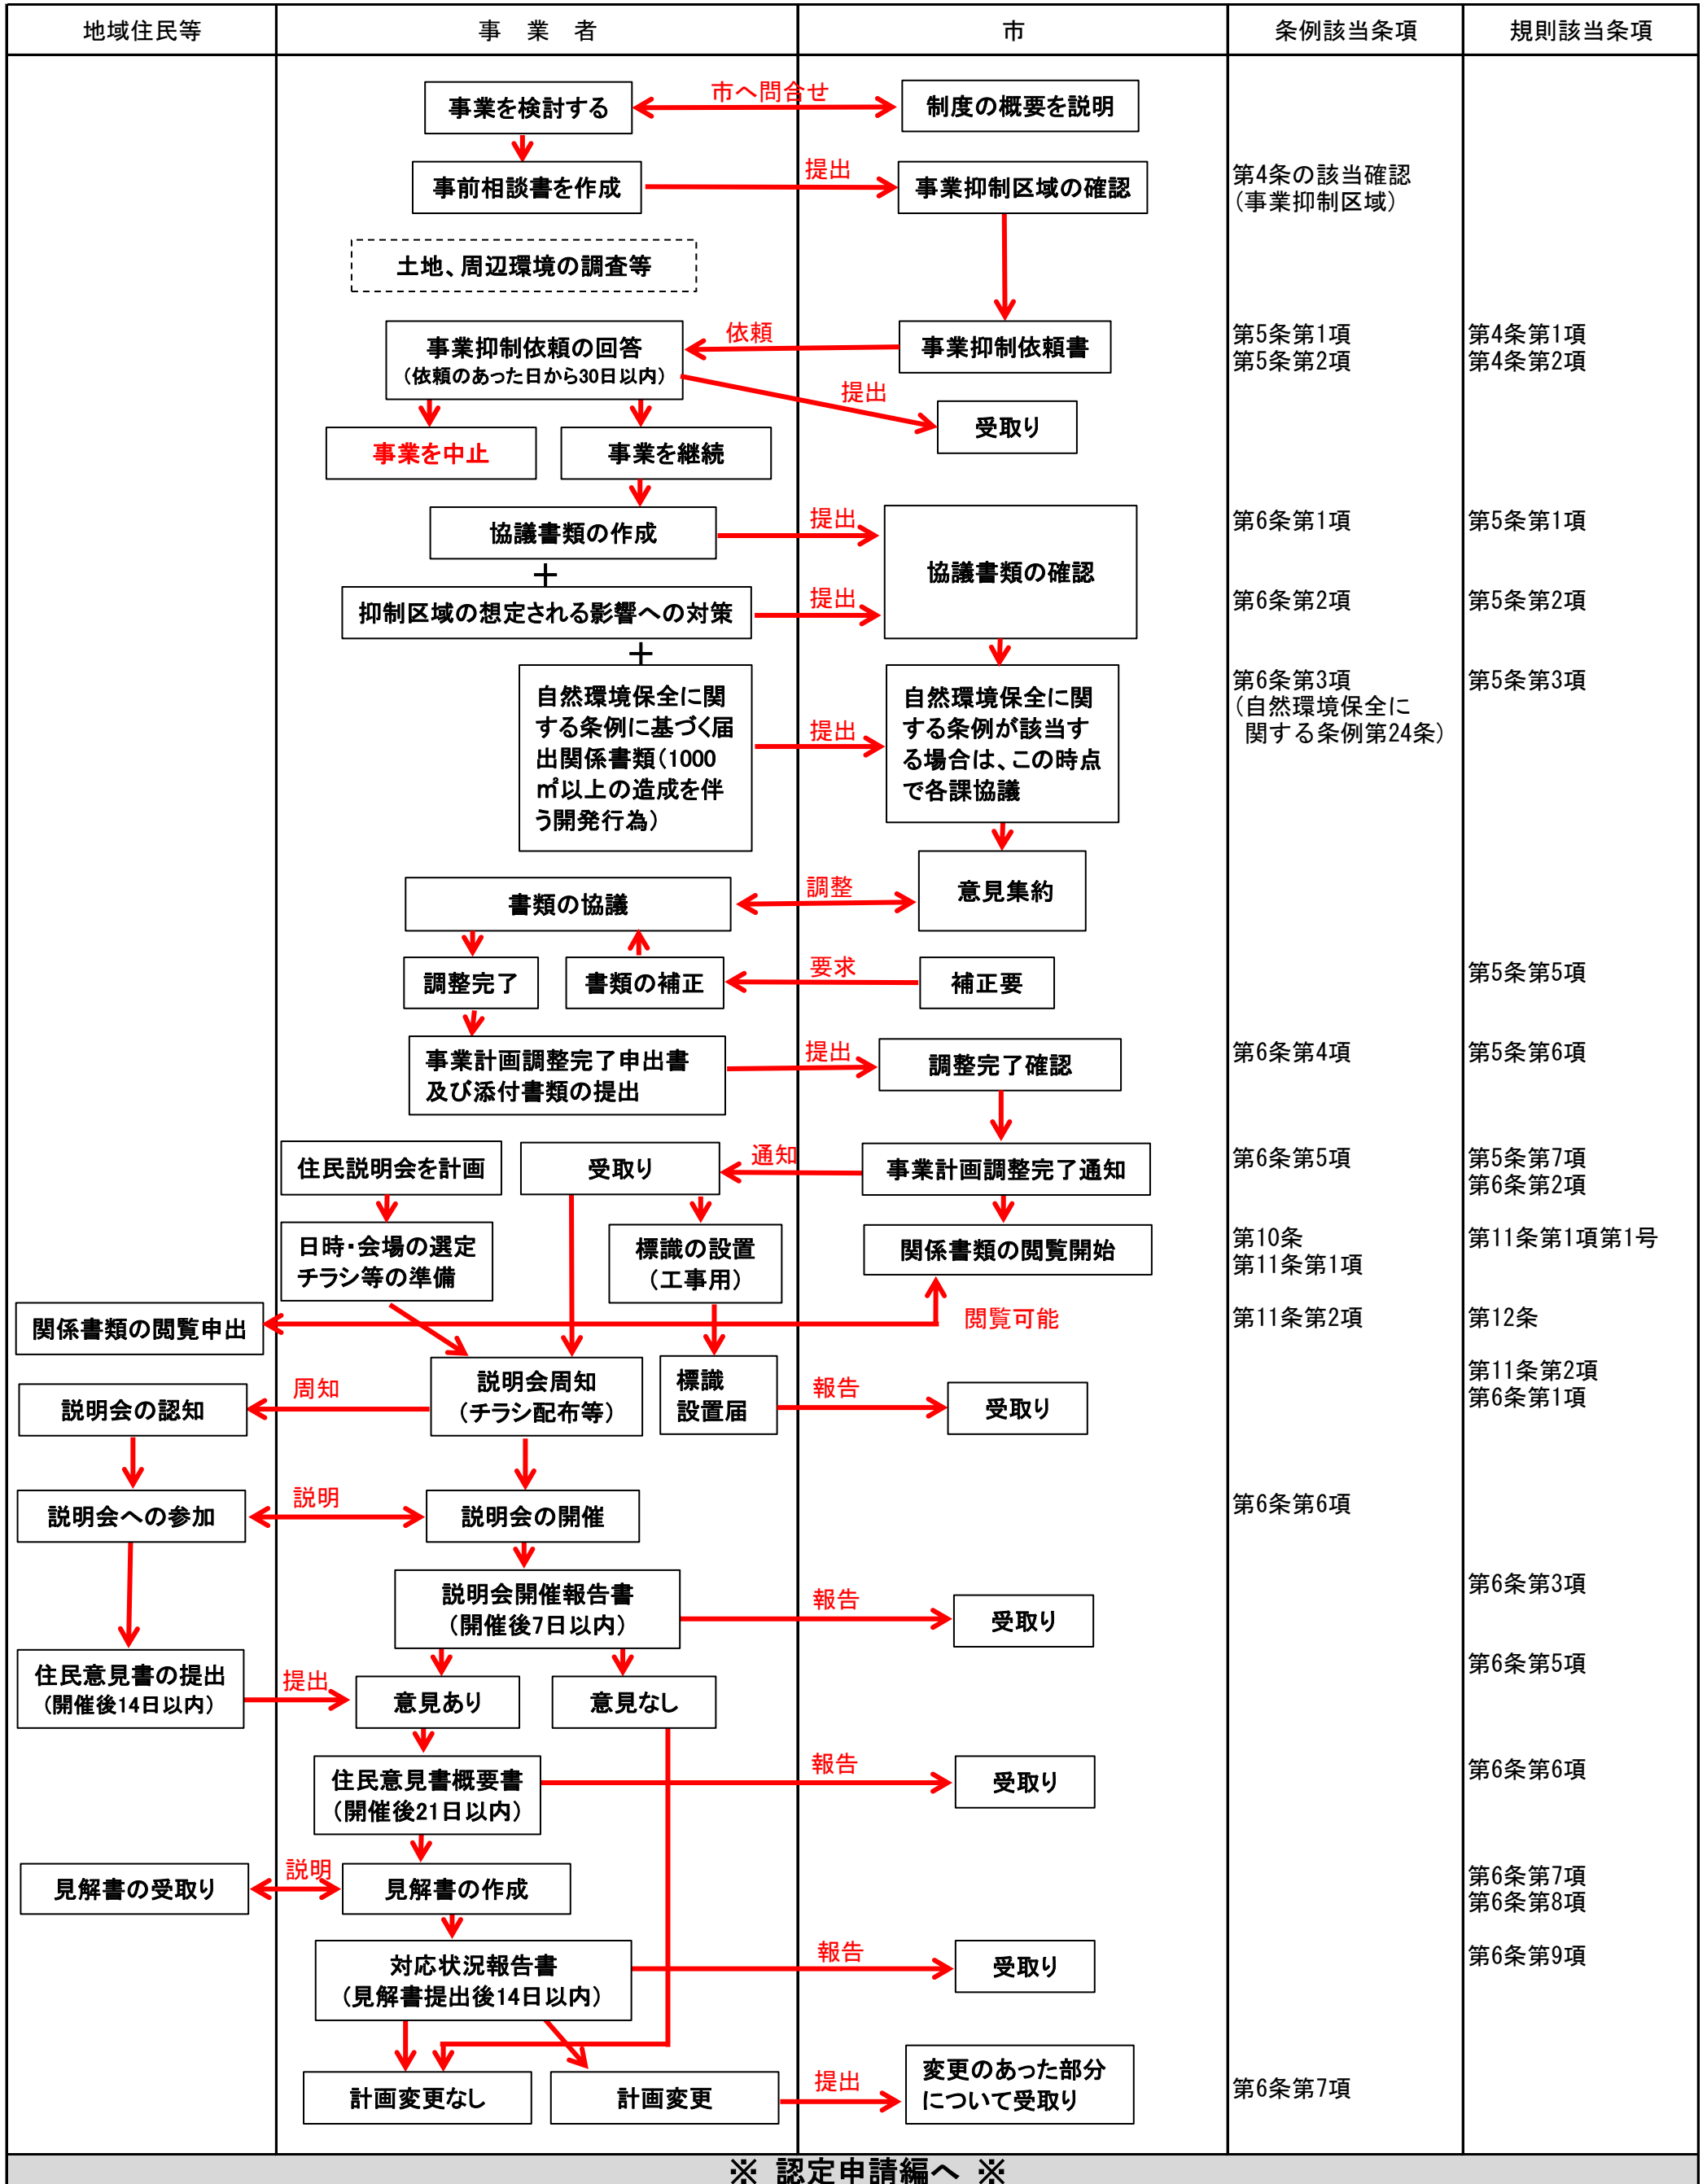 地域住民等
事　業　者
市
条例該当条項
規則該当条項
事業を検討する
市へ問合せ
制度の概要を説明
事前相談書を作成
提出
事業抑制区域の確認
第4条の該当確認
（事業抑制区域）
土地、周辺環境の調査等
事業抑制依頼の回答
（依頼のあった日から30日以内）
依頼
事業抑制依頼書
第5条第1項
第5条第2項
第4条第1項
第4条第2項
提出
受取り
事業を中止
事業を継続
協議書類の作成
提出
協議書類の確認
第6条第1項
第5条第1項
＋
抑制区域の想定される影響への対策
提出
第6条第2項
第5条第2項
＋
自然環境保全に関
する条例に基づく届
出関係書類（1000
㎡以上の造成を伴
う開発行為）
提出
自然環境保全に関
する条例が該当す
る場合は、この時点
で各課協議
第6条第3項
（自然環境保全に
関する条例第24条）
第5条第3項
書類の協議
調整
意見集約
調整完了
書類の補正
要求
補正要
第5条第5項
事業計画調整完了申出書
及び添付書類の提出
提出
調整完了確認
第6条第4項
第5条第6項
住民説明会を計画
受取り
通知
事業計画調整完了通知
第6条第5項
第5条第7項
第6条第2項
日時・会場の選定
チラシ等の準備
標識の設置
（工事用）
関係書類の閲覧開始
第10条
第11条第1項
第11条第1項第1号
関係書類の閲覧申出
閲覧可能
第11条第2項
第12条
説明会の認知
周知
説明会周知
（チラシ配布等）
標識
設置届
報告
受取り
第11条第2項
第6条第1項
説明会への参加
説明
説明会の開催
第6条第6項
説明会開催報告書
（開催後7日以内）
報告
受取り
第6条第3項
住民意見書の提出
（開催後14日以内）
提出
意見あり
意見なし
第6条第5項
住民意見書概要書
（開催後21日以内）
報告
受取り
第6条第6項
見解書の受取り
説明
見解書の作成
第6条第7項
第6条第8項
対応状況報告書
（見解書提出後14日以内）
報告
受取り
第6条第9項
計画変更なし
計画変更
提出
変更のあった部分
について受取り
第6条第7項
※ 認定申請編へ ※